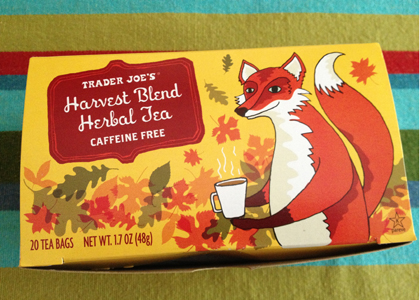 TRADER JOE'S
Harvest Blend
Herbal Tea
CAFFEINE FREE
20 TEA BAGS NET WT. 1.7 OZ (48g)